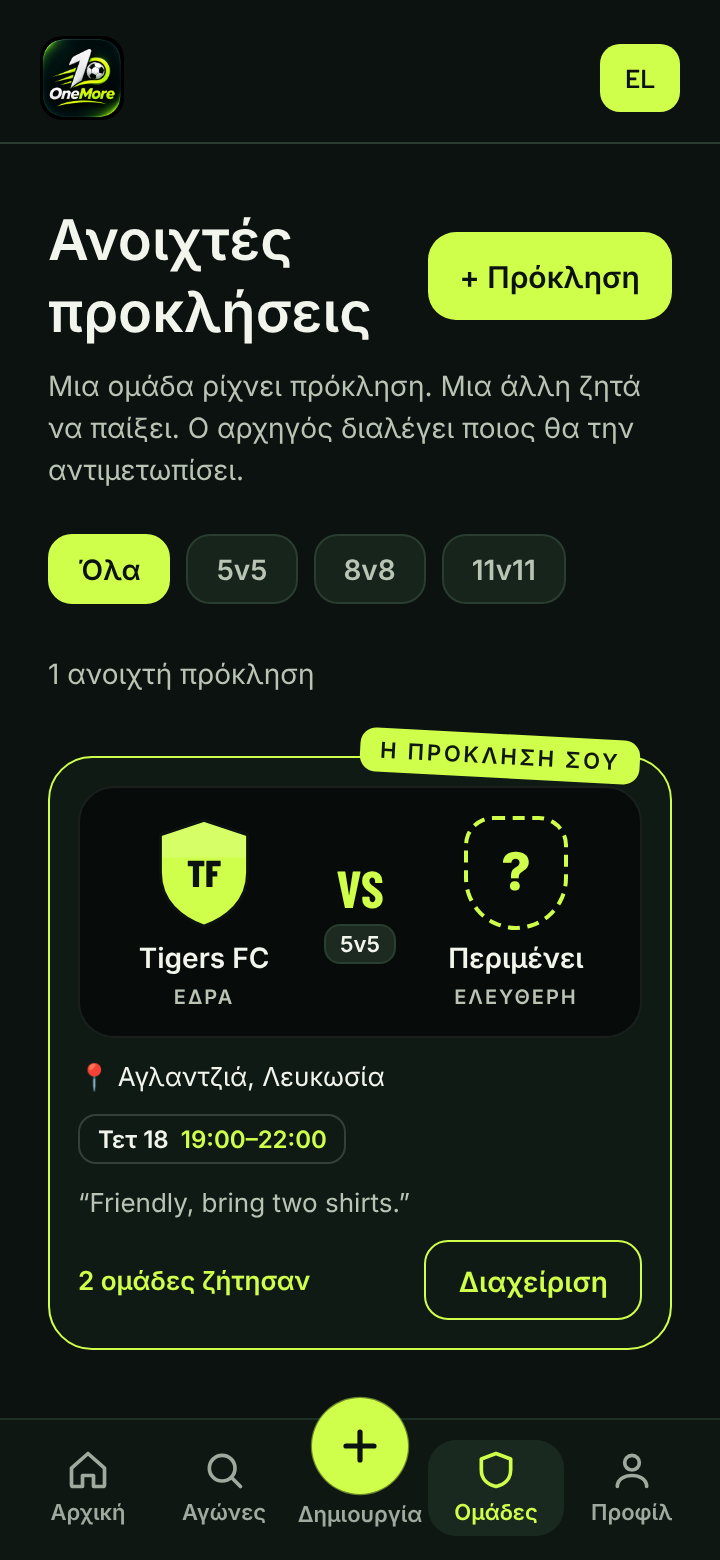 10
OneMore
EL
Ανοιχτές
προκλήσεις
+ Πρόκληση
Μια ομάδα ρίχνει πρόκληση. Μια άλλη ζητά
να παίξει. Ο αρχηγός διαλέγει ποιος θα την
αντιμετωπίσει.
Όλα
5v5
8v8
11v11
1 ανοιχτή πρόκληση
Η ΠΡΟΚΛΗΣΗ ΣΟΥ
TF
VS
?
5v5
Tigers FC
Περιμένει
ΕΔΡΑ
ΕΛΕΥΘΕΡΗ
Αγλαντζιά, Λευκωσία
Τετ 18 19:00–22:00
“Friendly, bring two shirts.”
2 ομάδες ζήτησαν
Διαχείριση
Αρχική
Αγώνες
Δημιουργία
Ομάδες
Προφίλ